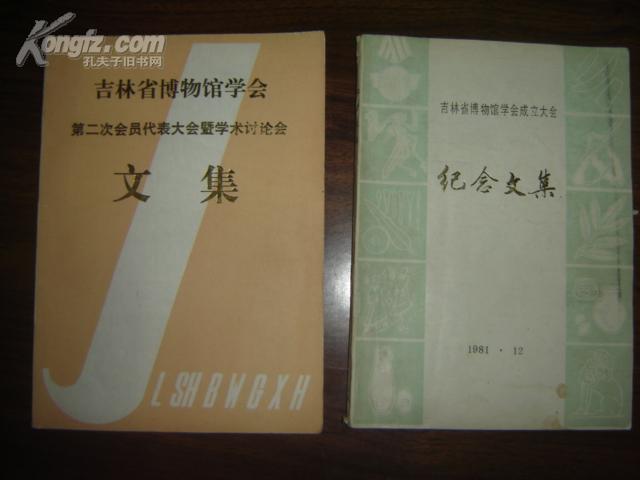 Kongfz.com
孔夫子旧书网
吉林省博物馆学会
第二次会员代表大会暨学术讨论会
文集
JLSHBWGXH
吉林省博物馆学会成立大会
纪念文集
1981·12